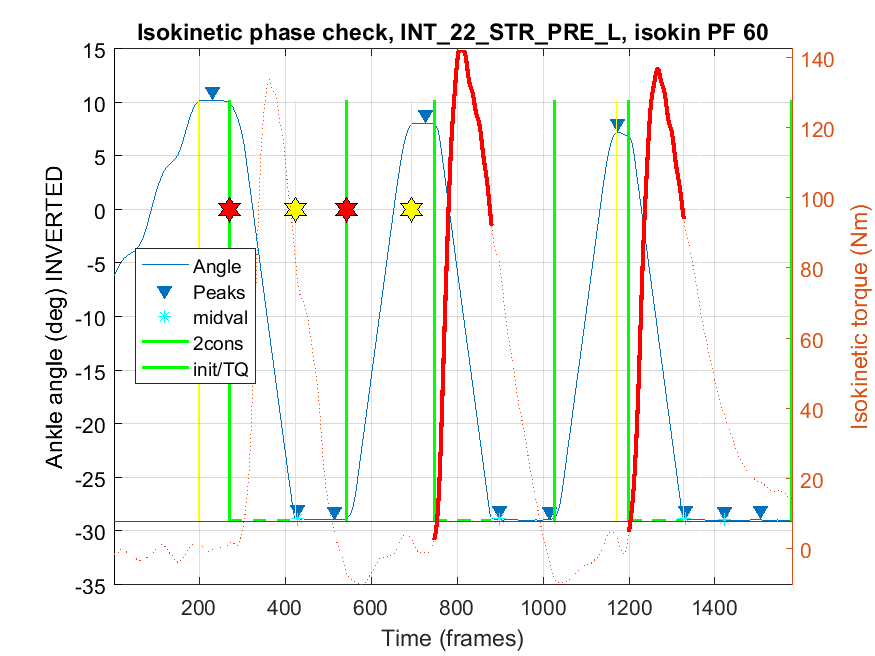 Isokinetic phase check, INT_22_STR_PRE_L, isokin PF 60
15
10
5
0
-5
-10
-15
-20
-25
-30
-35
Ankle angle (deg) INVERTED
140
120
100
80
60
40
20
0
Isokinetic torque (Nm)
Angle
Peaks
midval
2cons
init/TQ
200
400
600
800
1000
1200
1400
Time (frames)